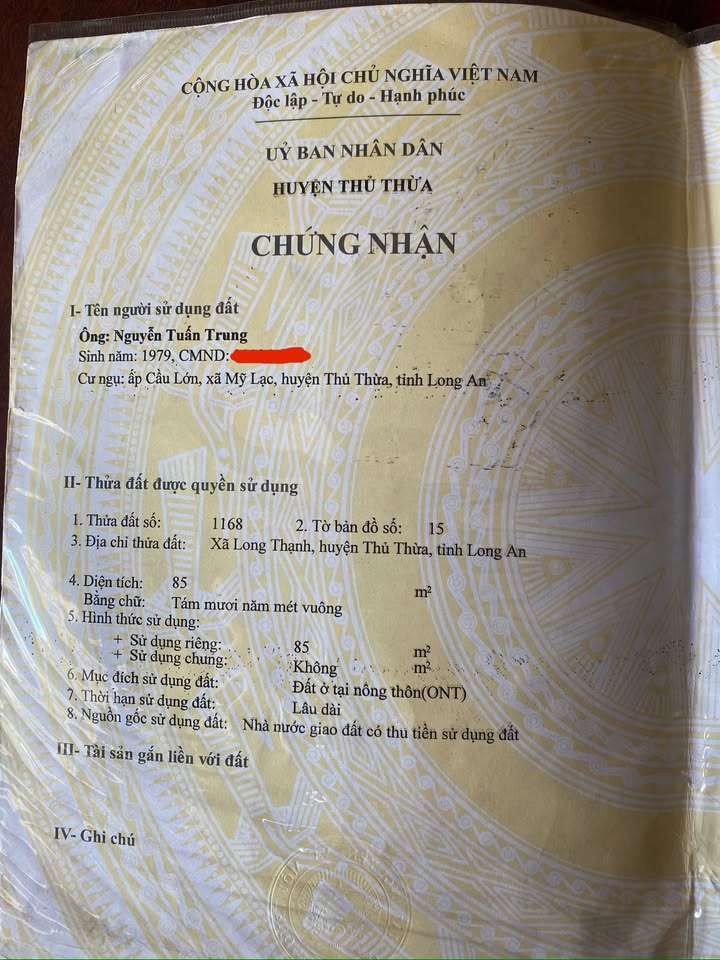 CỘNG HÒA XÃ HỘI CHỦ NGHĨA VIỆT NAM
Độc lập - Tự do - Hạnh phúc
UỶ BAN NHÂN DÂN
HUYỆN THỦ THỪA
CHỨNG NHẬN
I- Tên người sử dụng đất
Ông: Nguyễn Tuấn Trung
Sinh năm: 1979, CMND:
Cư ngụ: ấp Cầu Lớn, xã Mỹ Lạc, huyện Thủ Thừa, tỉnh Long An
II- Thửa đất được quyền sử dụng
1. Thửa đất số: 1168 2. Tờ bản đồ số: 15
3. Địa chỉ thửa đất: Xã Long Thạnh, huyện Thủ Thừa, tỉnh Long An
4. Diện tích: 85 m²
Bằng chữ: Tám mươi năm mét vuông
5. Hình thức sử dụng:
+ Sử dụng riêng: 85 m²
+ Sử dụng chung: Không m²
6. Mục đích sử dụng đất: Đất ở tại nông thôn(ONT)
7. Thời hạn sử dụng đất: Lâu dài
8. Nguồn gốc sử dụng đất: Nhà nước giao đất có thu tiền sử dụng đất
III- Tài sản gắn liền với đất
IV- Ghi chú